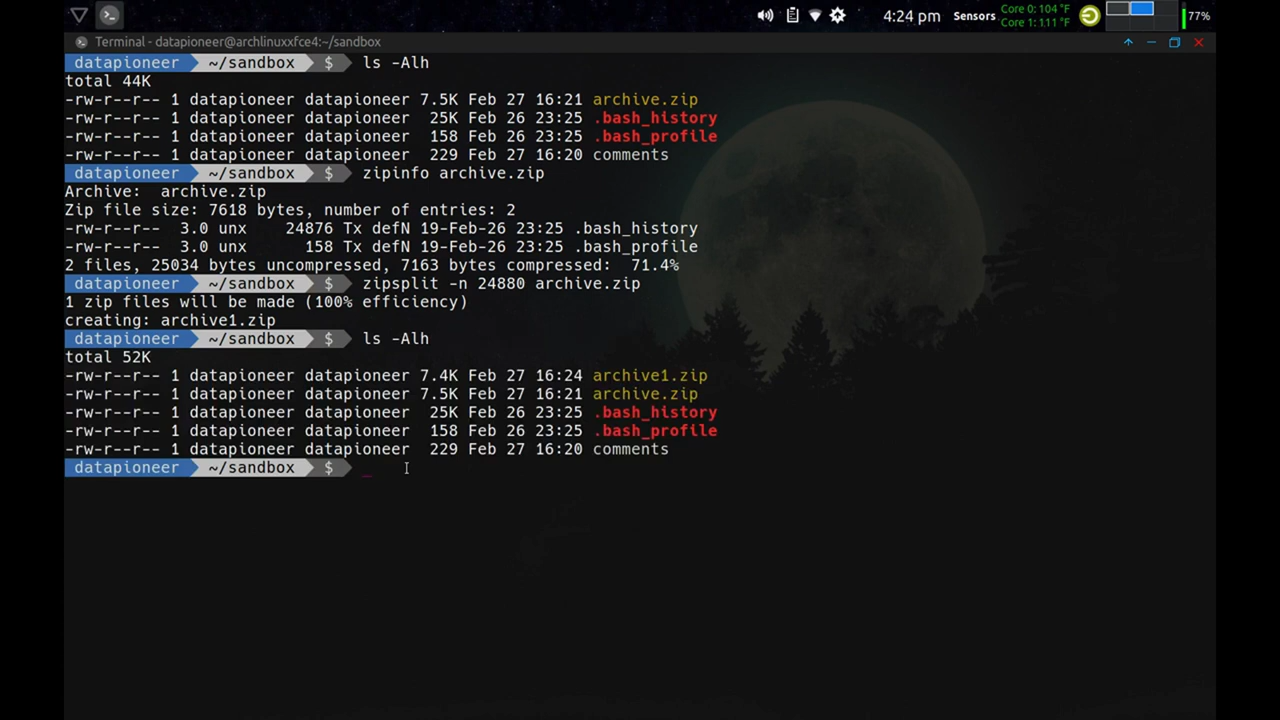 4:24 pm Sensors Core 0: 104 °F 77%
Core 1: 111 °F
Terminal - datapioneer@archlinuxxfce4:~/sandbox
datapioneer ~/sandbox $ ls -Alh
total 44K
-rw-r--r-- 1 datapioneer datapioneer 7.5K Feb 27 16:21 archive.zip
-rw-r--r-- 1 datapioneer datapioneer  25K Feb 26 23:25 .bash_history
-rw-r--r-- 1 datapioneer datapioneer  158 Feb 26 23:25 .bash_profile
-rw-r--r-- 1 datapioneer datapioneer  229 Feb 27 16:20 comments
datapioneer ~/sandbox $ zipinfo archive.zip
Archive:  archive.zip
Zip file size: 7618 bytes, number of entries: 2
-rw-r--r--  3.0 unx    24876 Tx defN 19-Feb-26 23:25 .bash_history
-rw-r--r--  3.0 unx      158 Tx defN 19-Feb-26 23:25 .bash_profile
2 files, 25034 bytes uncompressed, 7163 bytes compressed:  71.4%
datapioneer ~/sandbox $ zipsplit -n 24880 archive.zip
1 zip files will be made (100% efficiency)
creating: archive1.zip
datapioneer ~/sandbox $ ls -Alh
total 52K
-rw-r--r-- 1 datapioneer datapioneer 7.4K Feb 27 16:24 archive1.zip
-rw-r--r-- 1 datapioneer datapioneer 7.5K Feb 27 16:21 archive.zip
-rw-r--r-- 1 datapioneer datapioneer  25K Feb 26 23:25 .bash_history
-rw-r--r-- 1 datapioneer datapioneer  158 Feb 26 23:25 .bash_profile
-rw-r--r-- 1 datapioneer datapioneer  229 Feb 27 16:20 comments
datapioneer ~/sandbox $